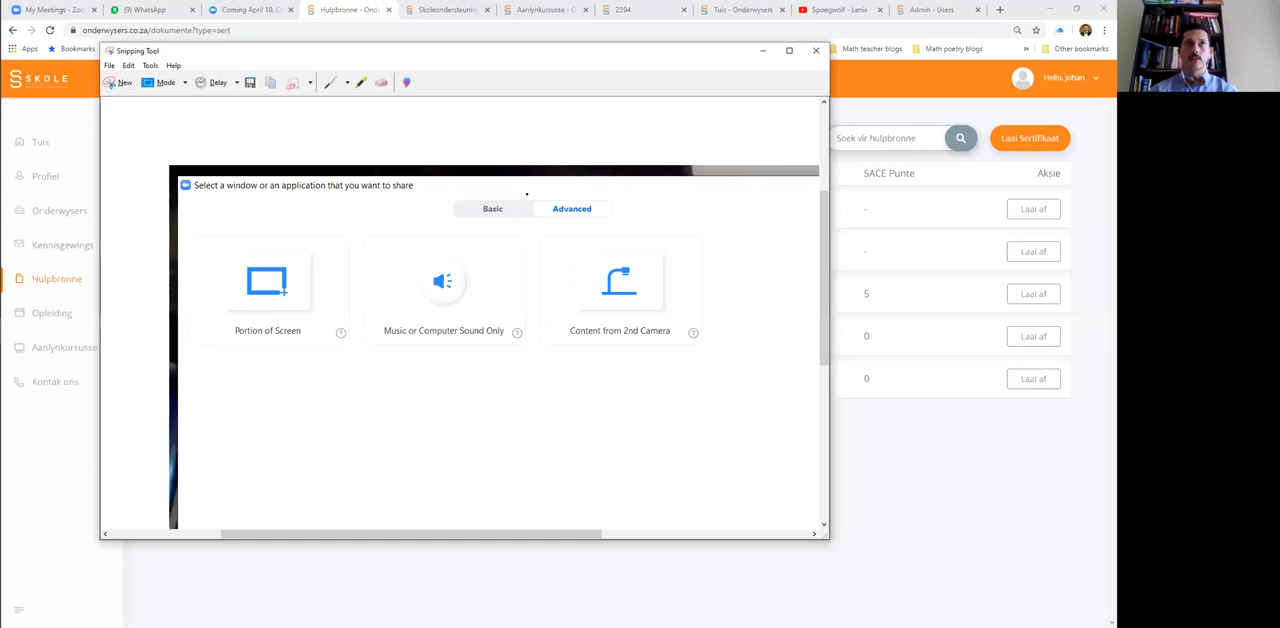 My Meetings - Zoo
(9) WhatsApp
Coming April 18; Co
Hulpbronne - Ond
Skoleondersteuning
Aanlynkursusse - O
2594
Tuis - Onderwysers
Spoegwolf - Lenie
Admin - Users
onderwysers.co.za/dokumente?type=sert
Apps
Bookmarks
Math teacher blogs
Math poetry blogs
»
Other bookmarks
Snipping Tool
File Edit Tools Help
New Mode Delay
SKOLE
Hello, Johan
Tuis
Profiel
Onderwysers
Kennisgewings
Hulpbronne
Opleiding
Aanlynkursusse
Kontak ons
Select a window or an application that you want to share
Basic Advanced
Portion of Screen
Music or Computer Sound Only
Content from 2nd Camera
Soek vir hulpbronne
Laai Sertifikaat
SACE Punte Aksie
- Laai af
- Laai af
5 Laai af
0 Laai af
0 Laai af